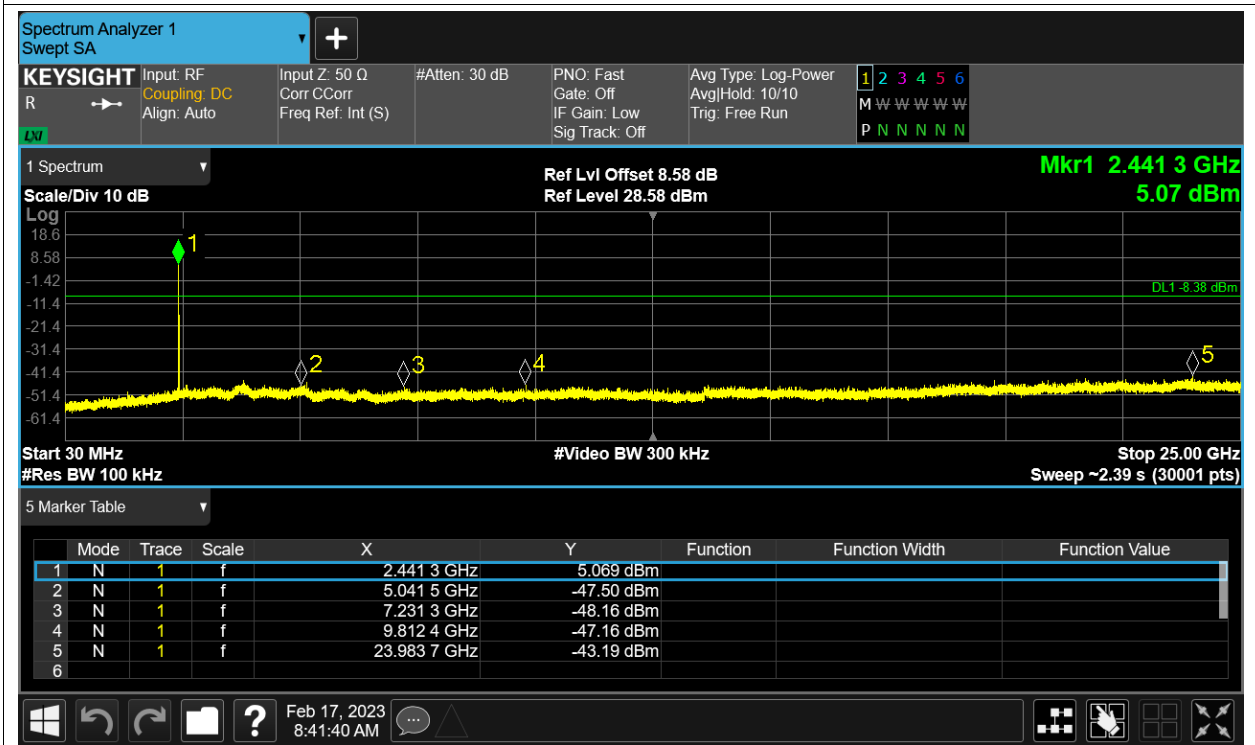 Spectrum Analyzer 1
Swept SA
KEYSIGHT
R
LXI
Input: RF
Coupling: DC
Align: Auto
Input Z: 50 Ω
Corr CCorr
Freq Ref: Int (S)
#Atten: 30 dB
PNO: Fast
Gate: Off
IF Gain: Low
Sig Track: Off
Avg Type: Log-Power
Avg|Hold: 10/10
Trig: Free Run
1 2 3 4 5 6
M W W W W W
P N N N N N
1 Spectrum
Scale/Div 10 dB
Ref Lvl Offset 8.58 dB
Ref Level 28.58 dBm
Mkr1 2.441 3 GHz
5.07 dBm
Log
18.6
8.58
-1.42
-11.4
-21.4
-31.4
-41.4
-51.4
-61.4
1
2
3
4
5
DL1 -8.38 dBm
Start 30 MHz
#Video BW 300 kHz
Stop 25.00 GHz
#Res BW 100 kHz
Sweep ~2.39 s (30001 pts)
5 Marker Table
Mode Trace Scale X Y Function Function Width Function Value
1 N 1 f 2.441 3 GHz 5.069 dBm
2 N 1 f 5.041 5 GHz -47.50 dBm
3 N 1 f 7.231 3 GHz -48.16 dBm
4 N 1 f 9.812 4 GHz -47.16 dBm
5 N 1 f 23.983 7 GHz -43.19 dBm
6
Feb 17, 2023
8:41:40 AM